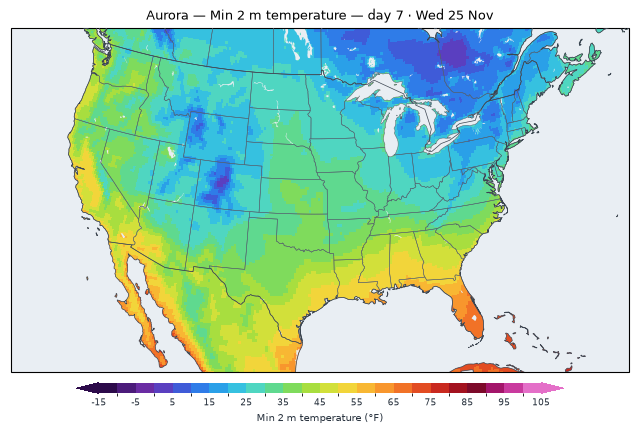 Aurora — Min 2 m temperature — day 7 · Wed 25 Nov
-15 -5 5 15 25 35 45 55 65 75 85 95 105
Min 2 m temperature (°F)